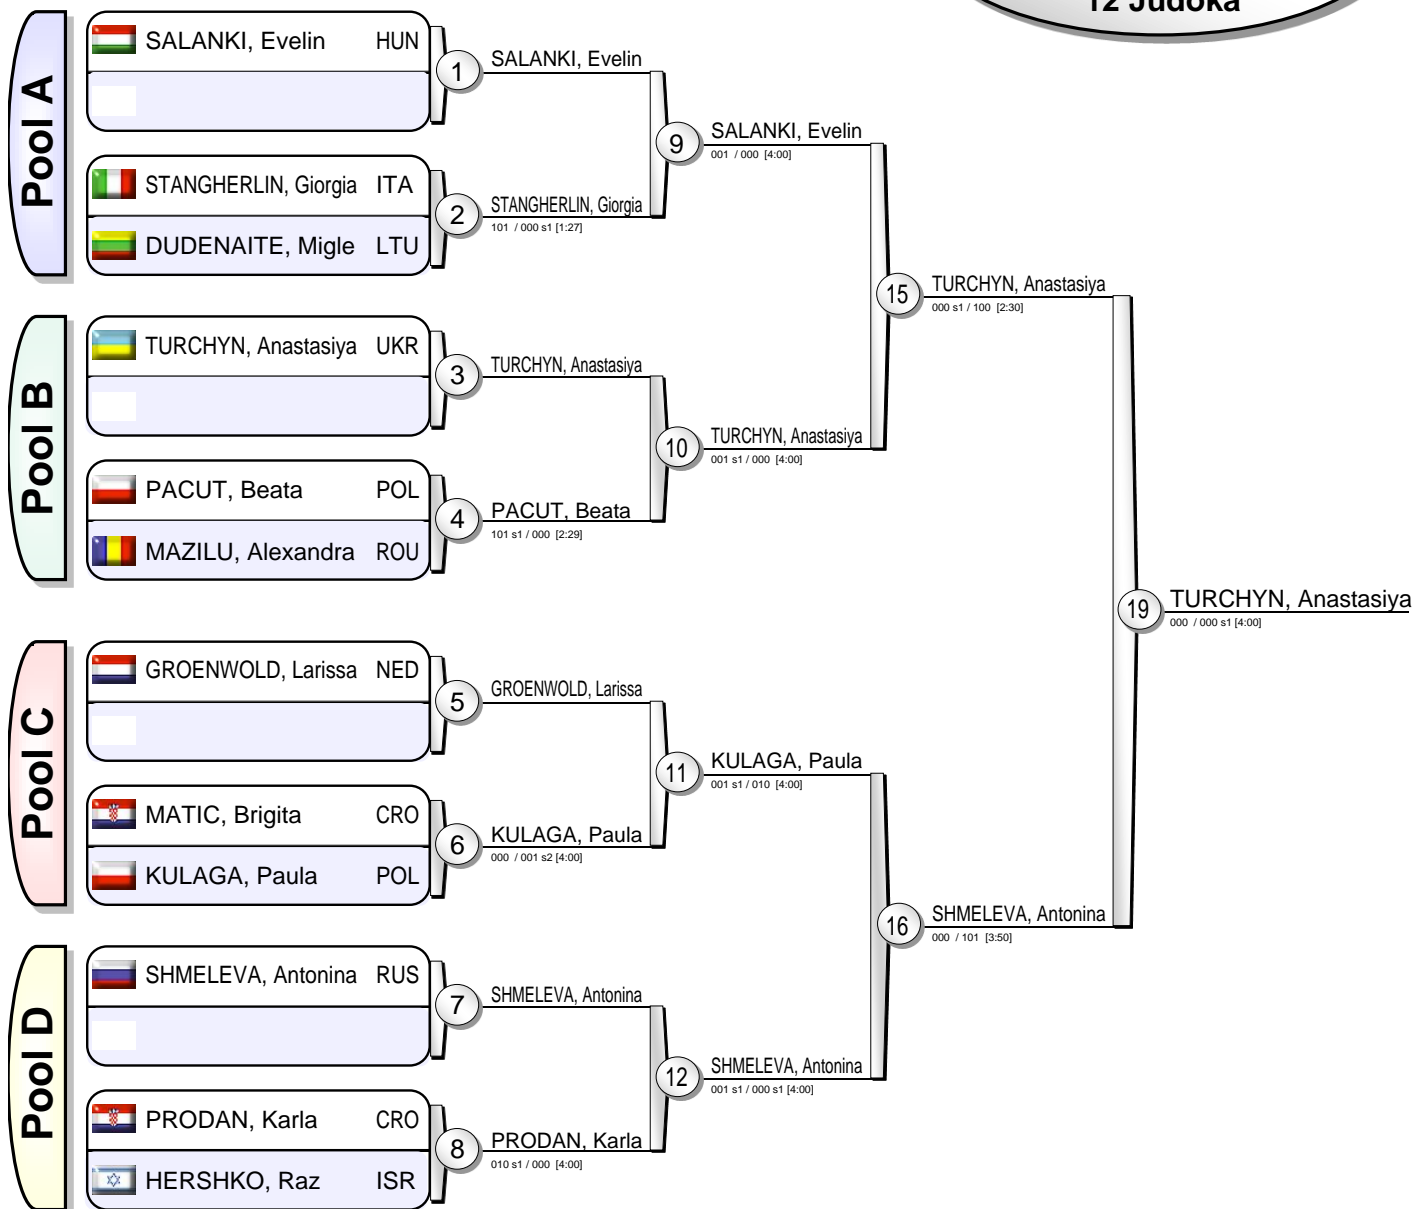 12 Judoka
Pool A
SALANKI, Evelin HUN
STANGHERLIN, Giorgia ITA
DUDENAITE, Migle LTU
Pool B
TURCHYN, Anastasiya UKR
PACUT, Beata POL
MAZILU, Alexandra ROU
Pool C
GROENWOLD, Larissa NED
MATIC, Brigita CRO
KULAGA, Paula POL
Pool D
SHMELEVA, Antonina RUS
PRODAN, Karla CRO
HERSHKO, Raz ISR
1 SALANKI, Evelin
2 STANGHERLIN, Giorgia
101 / 000 s1 [1:27]
3 TURCHYN, Anastasiya
4 PACUT, Beata
101 s1 / 000 [2:29]
5 GROENWOLD, Larissa
6 KULAGA, Paula
000 / 001 s2 [4:00]
7 SHMELEVA, Antonina
8 PRODAN, Karla
010 s1 / 000 [4:00]
9 SALANKI, Evelin
001 / 000 [4:00]
10 TURCHYN, Anastasiya
001 s1 / 000 [4:00]
11 KULAGA, Paula
001 s1 / 010 [4:00]
12 SHMELEVA, Antonina
001 s1 / 000 s1 [4:00]
15 TURCHYN, Anastasiya
000 s1 / 100 [2:30]
16 SHMELEVA, Antonina
000 / 101 [3:50]
19 TURCHYN, Anastasiya
000 / 000 s1 [4:00]